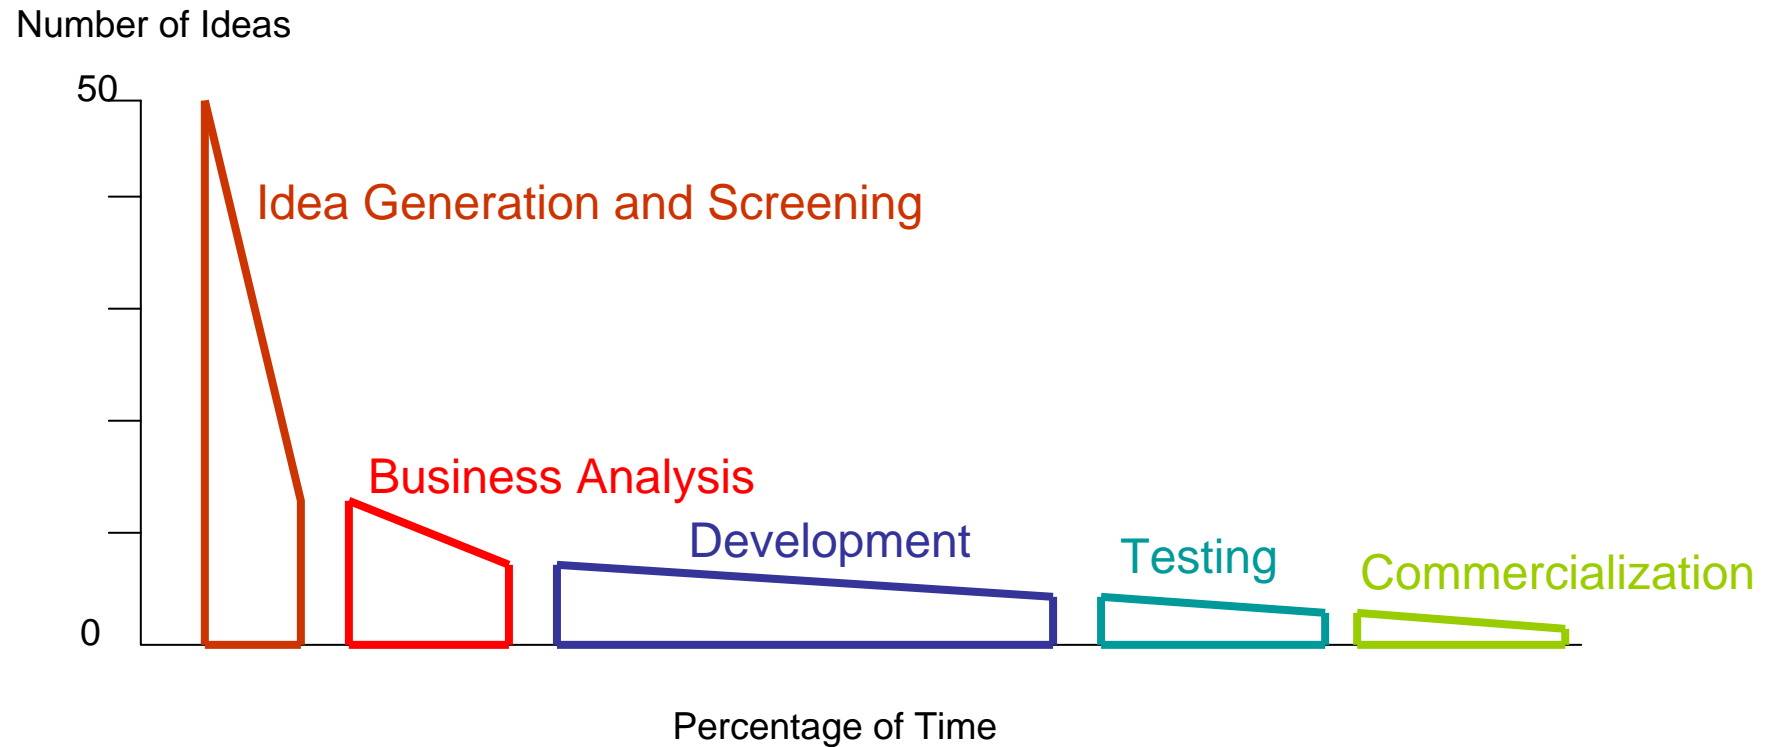 Number of Ideas
50
Idea Generation and Screening
Business Analysis
Development
Testing
Commercialization
0
Percentage of Time